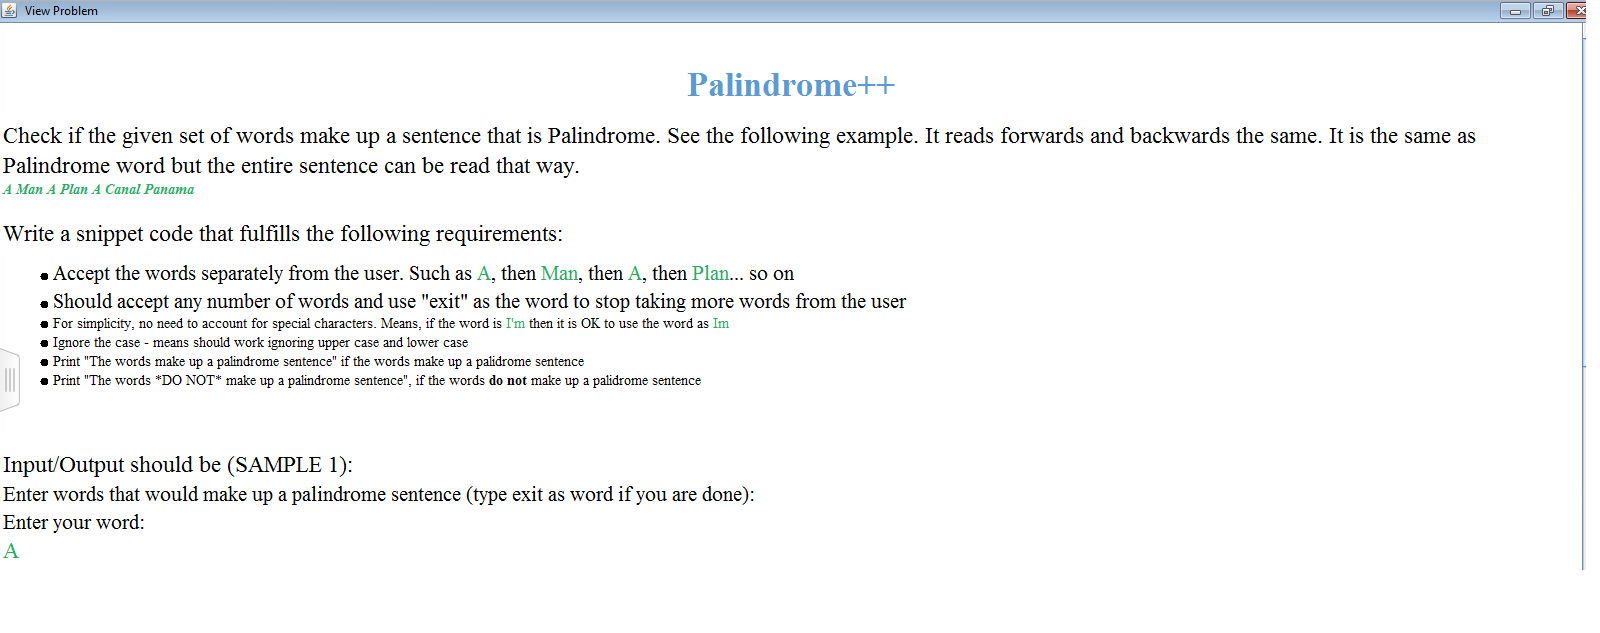 View Problem
Palindrome++
Check if the given set of words make up a sentence that is Palindrome. See the following example. It reads forwards and backwards the same. It is the same as
Palindrome word but the entire sentence can be read that way.
A Man A Plan A Canal Panama
Write a snippet code that fulfills the following requirements:
Accept the words separately from the user. Such as A, then Man, then A, then Plan... so on
Should accept any number of words and use "exit" as the word to stop taking more words from the user
For simplicity, no need to account for special characters. Means, if the word is I'm then it is OK to use the word as Im
Ignore the case - means should work ignoring upper case and lower case
Print "The words make up a palindrome sentence" if the words make up a palidrome sentence
Print "The words *DO NOT* make up a palindrome sentence", if the words do not make up a palidrome sentence
Input/Output should be (SAMPLE 1):
Enter words that would make up a palindrome sentence (type exit as word if you are done):
Enter your word:
A